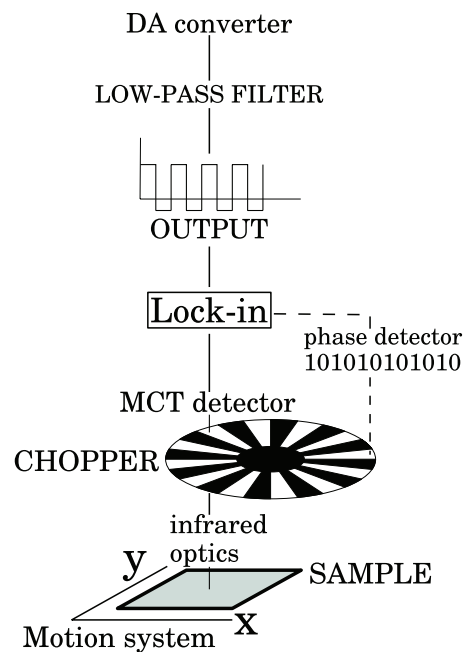 DA converter
LOW-PASS FILTER
OUTPUT
Lock-in
phase detector
101010101010
MCT detector
CHOPPER
infrared
optics
y
SAMPLE
x
Motion system